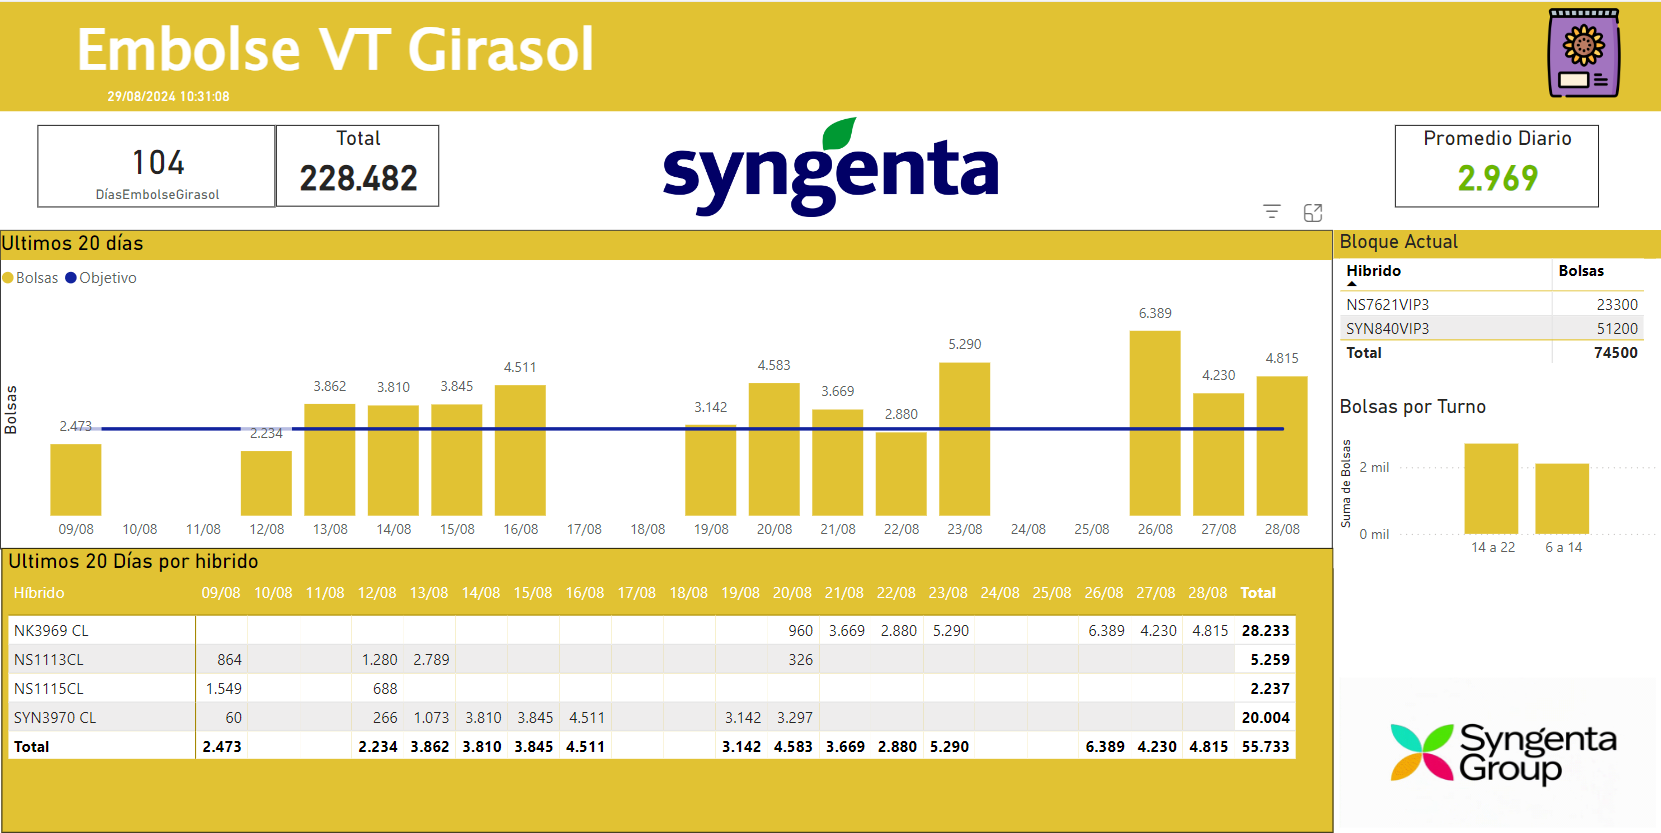 Embolse VT Girasol
29/08/2024 10:31:08
104
DíasEmbolseGirasol
Total
228.482
syngenta
Promedio Diario
2.969
Ultimos 20 días
Bolsas Objetivo
Bolsas
6.389
5.290
4.815
4.583
4.511
4.230
3.862 3.810 3.845
3.669
3.142
2.880
2.473
2.234
09/08 10/08 11/08 12/08 13/08 14/08 15/08 16/08 17/08 18/08 19/08 20/08 21/08 22/08 23/08 24/08 25/08 26/08 27/08 28/08
Bloque Actual
Hibrido Bolsas
NS7621VIP3 23300
SYN840VIP3 51200
Total 74500
Bolsas por Turno
Suma de Bolsas
2 mil
0 mil
14 a 22 6 a 14
Ultimos 20 Días por hibrido
Híbrido 09/08 10/08 11/08 12/08 13/08 14/08 15/08 16/08 17/08 18/08 19/08 20/08 21/08 22/08 23/08 24/08 25/08 26/08 27/08 28/08 Total
NK3969 CL 960 3.669 2.880 5.290 6.389 4.230 4.815 28.233
NS1113CL 864 1.280 2.789 326 5.259
NS1115CL 1.549 688 2.237
SYN3970 CL 60 266 1.073 3.810 3.845 4.511 3.142 3.297 20.004
Total 2.473 2.234 3.862 3.810 3.845 4.511 3.142 4.583 3.669 2.880 5.290 6.389 4.230 4.815 55.733
Syngenta
Group